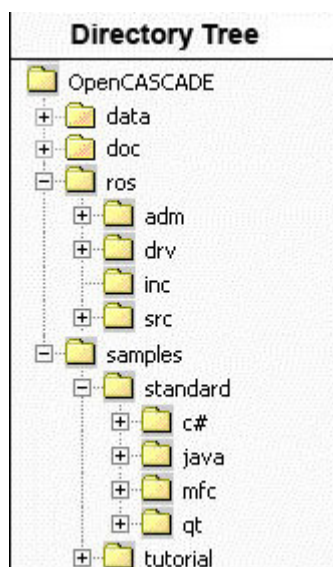 Directory Tree
OpenCASCADE
data
doc
ros
adm
drv
inc
src
samples
standard
c#
java
mfc
qt
tutorial